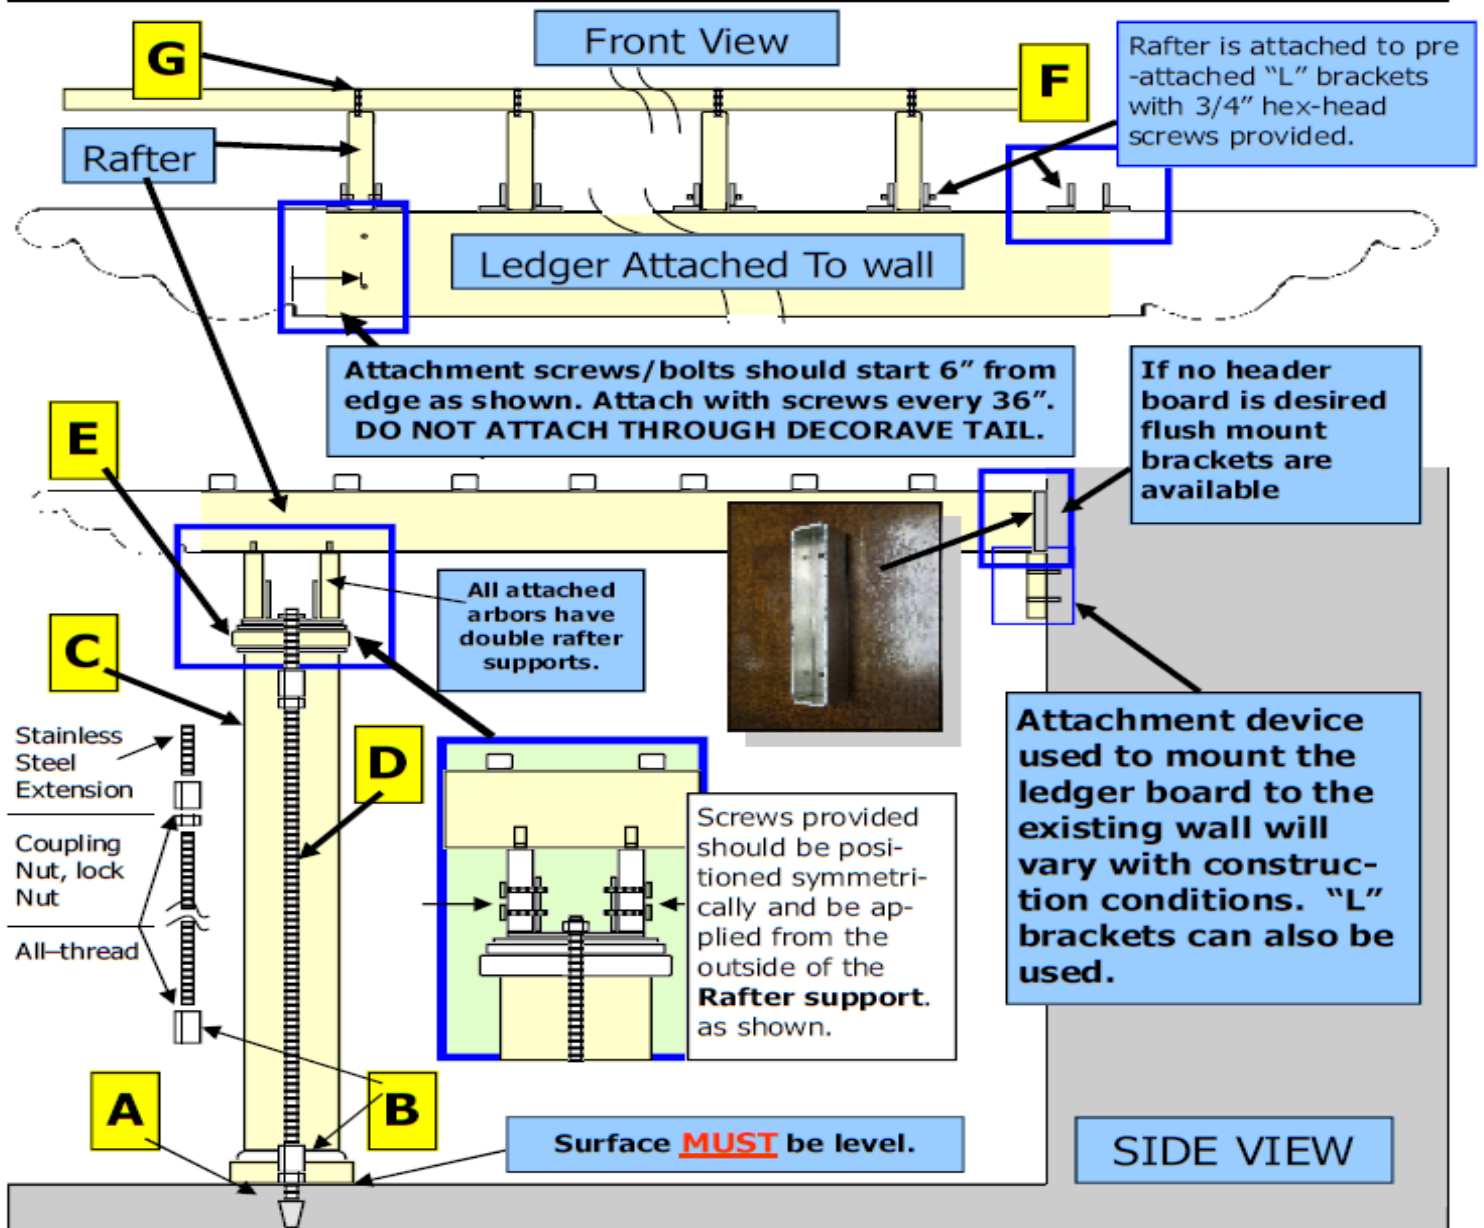 G
Front View
F
Rafter is attached to pre
-attached “L” brackets
with 3/4” hex-head
screws provided.
Rafter
Ledger Attached To wall
Attachment screws/bolts should start 6” from
edge as shown. Attach with screws every 36”.
DO NOT ATTACH THROUGH DECORAVE TAIL.
If no header
board is desired
flush mount
brackets are
available
E
All attached
arbors have
double rafter
supports.
C
Stainless
Steel
Extension
Coupling
Nut, lock
Nut
All-thread
D
Screws provided
should be posi-
tioned symmetri-
cally and be ap-
plied from the
outside of the
Rafter support.
as shown.
Attachment device
used to mount the
ledger board to the
existing wall will
vary with construc-
tion conditions. “L”
brackets can also be
used.
A
B
Surface MUST be level.
SIDE VIEW